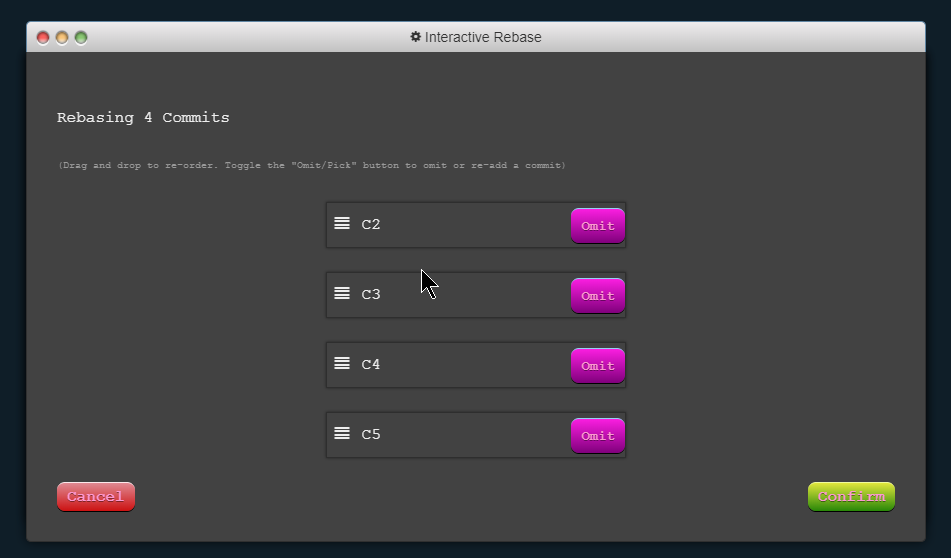 Interactive Rebase
Rebasing 4 Commits
(Drag and drop to re-order. Toggle the "Omit/Pick" button to omit or re-add a commit)
C2 Omit
C3 Omit
C4 Omit
C5 Omit
Cancel Confirm